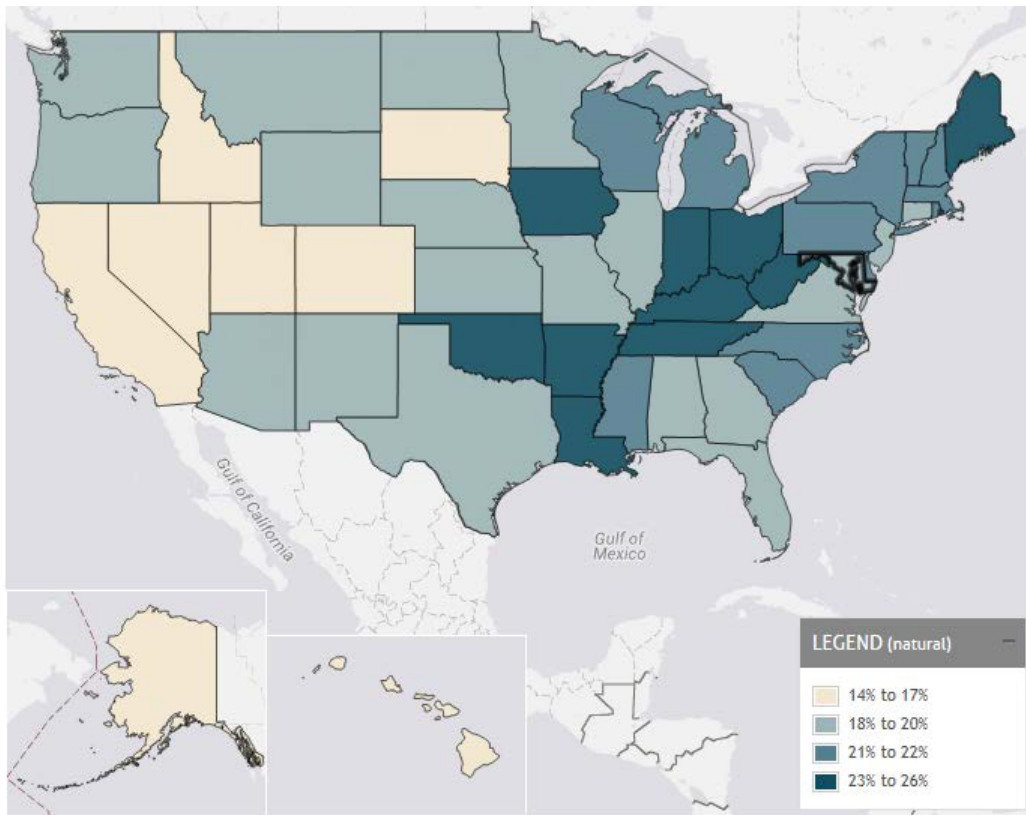 Gulf of California
Gulf of
Mexico
LEGEND (natural) −
14% to 17%
18% to 20%
21% to 22%
23% to 26%